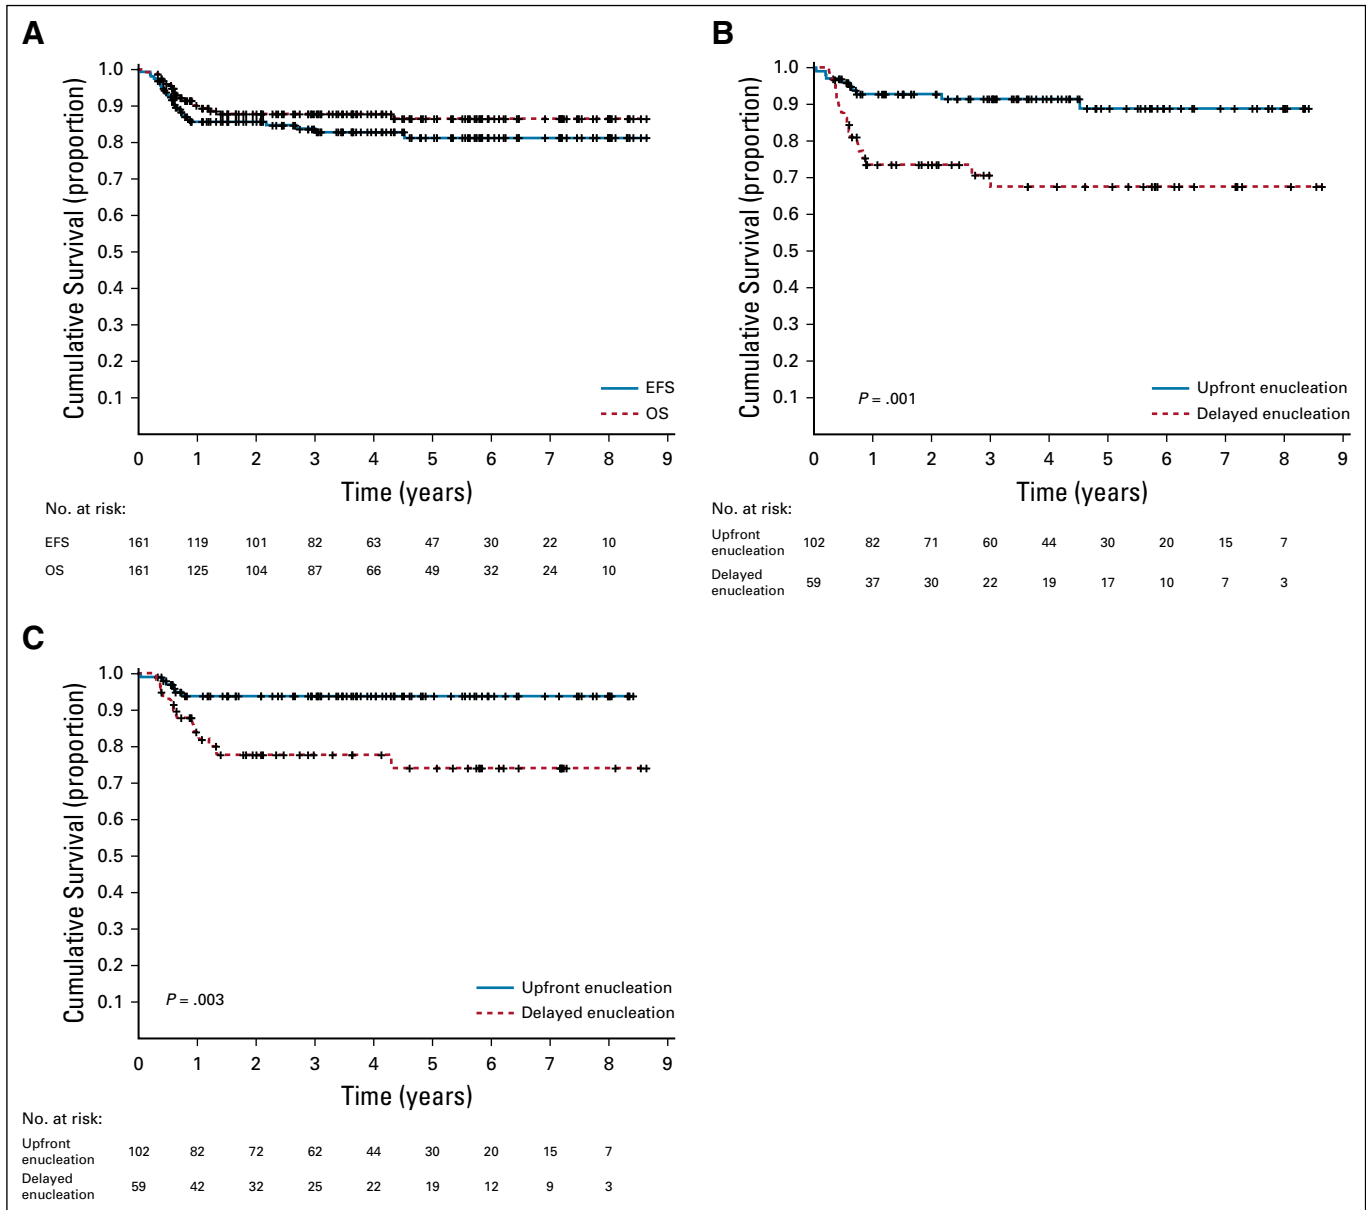 A
Cumulative Survival (proportion)
1.0
0.9
0.8
0.7
0.6
0.5
0.4
0.3
0.2
0.1
EFS
OS
0 1 2 3 4 5 6 7 8 9
Time (years)
No. at risk:
EFS 161 119 101 82 63 47 30 22 10
OS 161 125 104 87 66 49 32 24 10
B
Cumulative Survival (proportion)
1.0
0.9
0.8
0.7
0.6
0.5
0.4
0.3
0.2
0.1
P = .001
Upfront enucleation
Delayed enucleation
0 1 2 3 4 5 6 7 8 9
Time (years)
No. at risk:
Upfront
enucleation 102 82 71 60 44 30 20 15 7
Delayed
enucleation 59 37 30 22 19 17 10 7 3
C
Cumulative Survival (proportion)
1.0
0.9
0.8
0.7
0.6
0.5
0.4
0.3
0.2
0.1
P = .003
Upfront enucleation
Delayed enucleation
0 1 2 3 4 5 6 7 8 9
Time (years)
No. at risk:
Upfront
enucleation 102 82 72 62 44 30 20 15 7
Delayed
enucleation 59 42 32 25 22 19 12 9 3